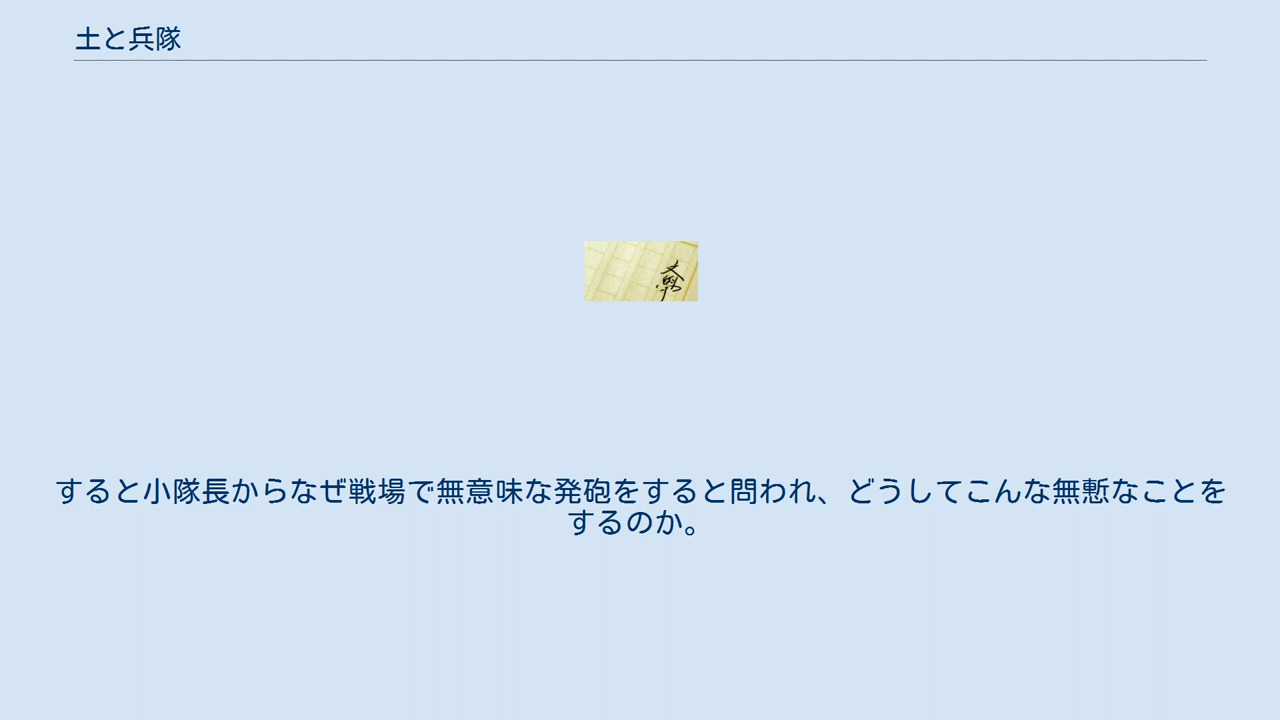 土と兵隊
すると小隊長からなぜ戦場で無意味な発砲をすると問われ、どうしてこんな無慙なことを
するのか。